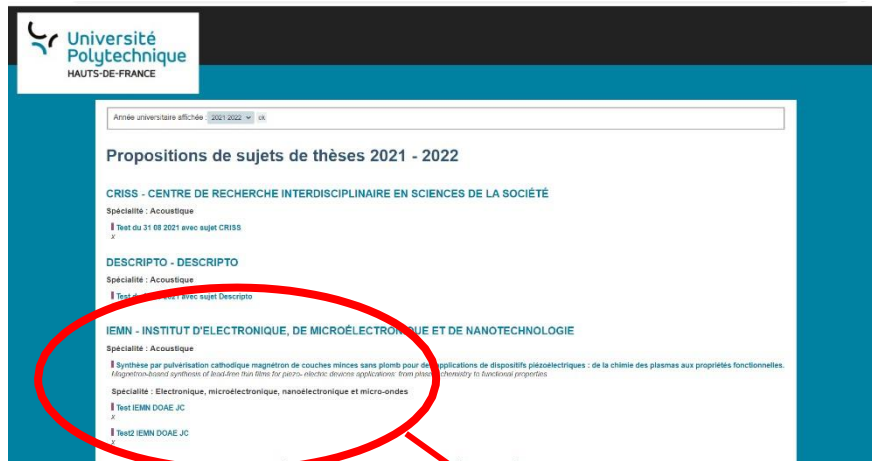 Université
Polytechnique
HAUTS-DE-FRANCE
Année universitaire affichée : 2021 2022 ok
Propositions de sujets de thèses 2021 - 2022
CRISS - CENTRE DE RECHERCHE INTERDISCIPLINAIRE EN SCIENCES DE LA SOCIÉTÉ
Spécialité : Acoustique
Test du 31 08 2021 avec sujet CRISS
X
DESCRIPTO - DESCRIPTO
Spécialité : Acoustique
Test 2021 avec sujet Descripto
IEMN - INSTITUT D'ELECTRONIQUE, DE MICROÉLECTRONIQUE ET DE NANOTECHNOLOGIE
Spécialité : Acoustique
Synthèse par pulvérisation cathodique magnétron de couches minces sans plomb pour des applications de dispositifs piézoélectriques : de la chimie des plasmas aux propriétés fonctionnelles.
Magnetron-based synthesis of lead-free thin films for piezo- electric devices applications: from plasma chemistry to functional properties
Spécialité : Electronique, microélectronique, nanoélectronique et micro-ondes
Test IEMN DOAE JC
X
Test2 IEMN DOAE JC
X